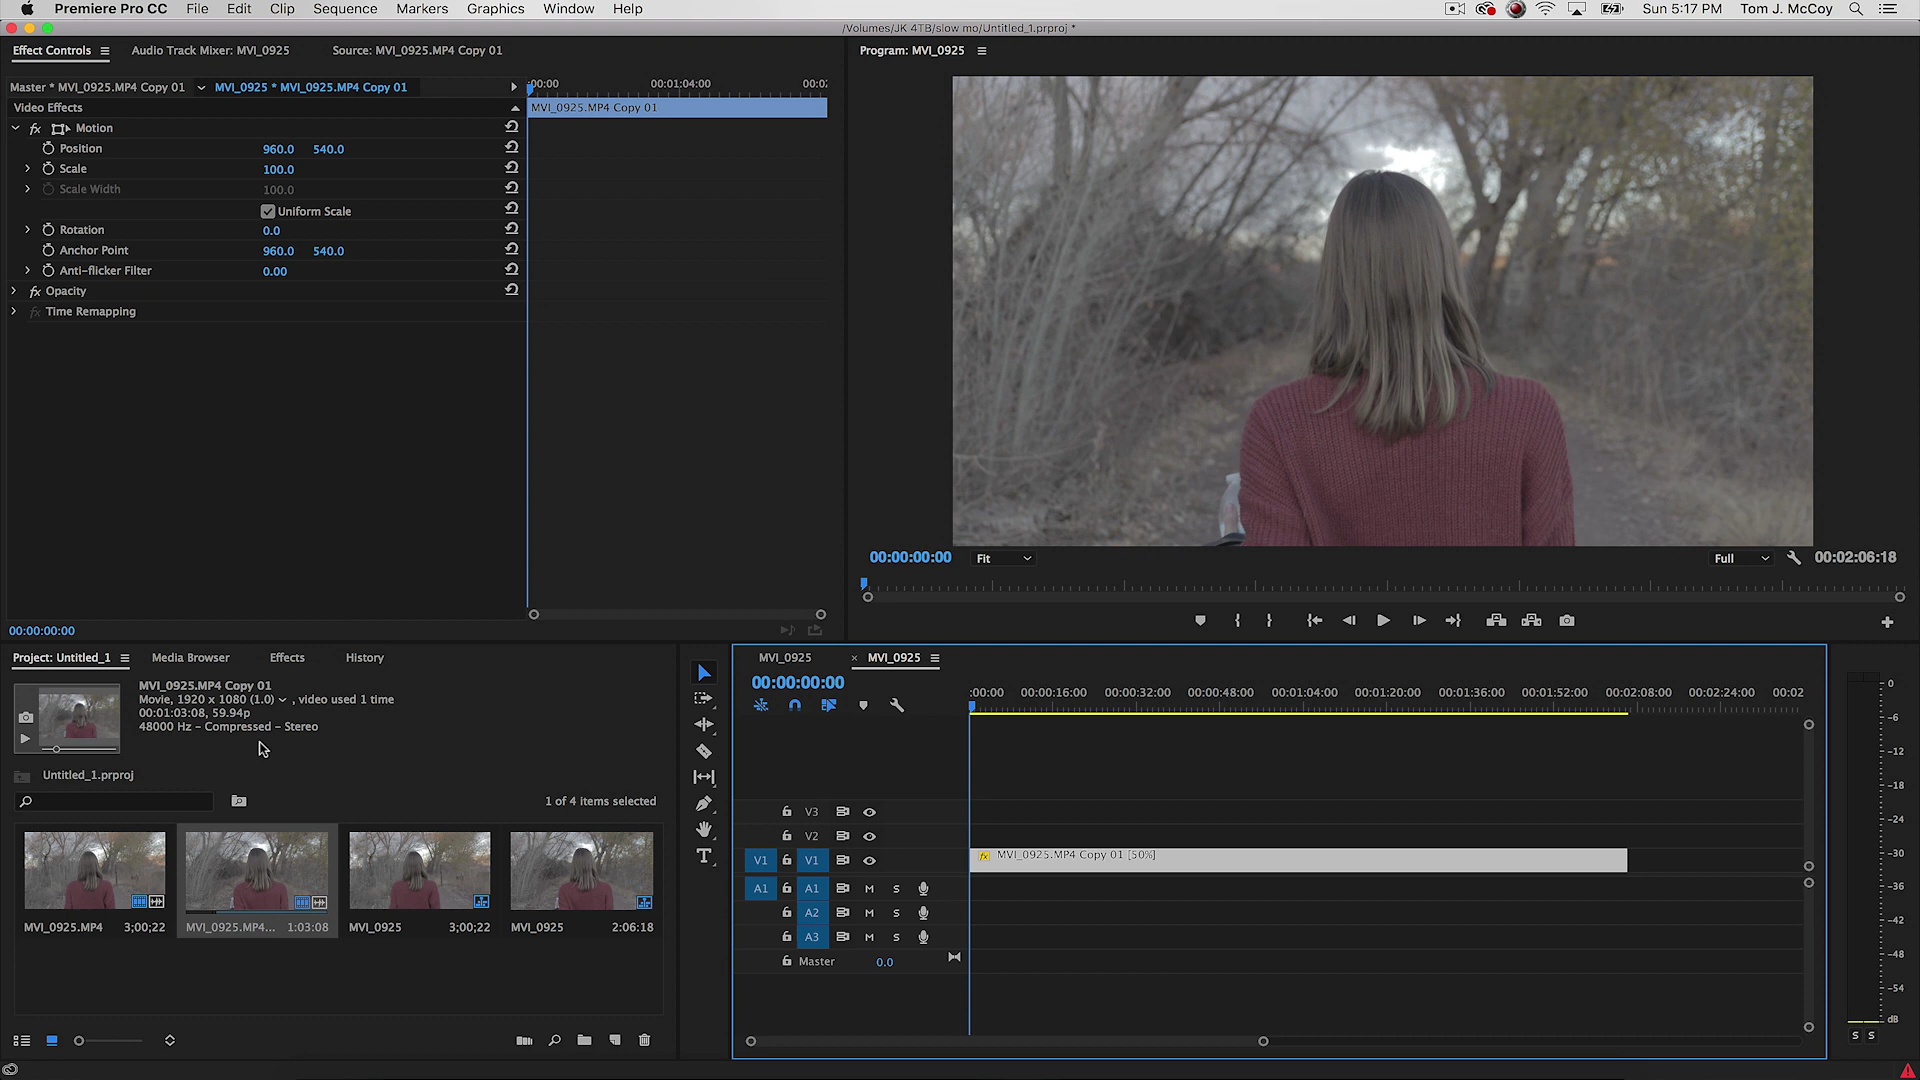 Premiere Pro CC File Edit Clip Sequence Markers Graphics Window Help Sun 5:17 PM Tom J. McCoy
/Volumes/JK 4TB/slow mo/Untitled_1.prproj *
Effect Controls Audio Track Mixer: MVI_0925 Source: MVI_0925.MP4 Copy 01
Master * MVI_0925.MP4 Copy 01 MVI_0925 * MVI_0925.MP4 Copy 01
:00:00 00:01:04:00 00:02
Video Effects
MVI_0925.MP4 Copy 01
fx Motion
Position 960.0 540.0
Scale 100.0
Scale Width 100.0
Uniform Scale
Rotation 0.0
Anchor Point 960.0 540.0
Anti-flicker Filter 0.00
fx Opacity
fx Time Remapping
00:00:00:00
Program: MVI_0925
00:00:00:00 Fit Full 00:02:06:18
Project: Untitled_1 Media Browser Effects History
MVI_0925.MP4 Copy 01
Movie, 1920 x 1080 (1.0) , video used 1 time
00:01:03:08, 59.94p
48000 Hz - Compressed - Stereo
Untitled_1.prproj
1 of 4 items selected
MVI_0925.MP4 3;00;22
MVI_0925.MP4... 1:03:08
MVI_0925 3;00;22
MVI_0925 2:06:18
MVI_0925 × MVI_0925
00:00:00:00
:00:00 00:00:16:00 00:00:32:00 00:00:48:00 00:01:04:00 00:01:20:00 00:01:36:00 00:01:52:00 00:02:08:00 00:02:24:00 00:02
V3
V2
V1 V1
fx MVI_0925.MP4 Copy 01 [50%]
A1 A1 M S
A2 M S
A3 M S
Master 0.0
0
-6
-12
-18
-24
-30
-36
-42
-48
-54
dB
S S